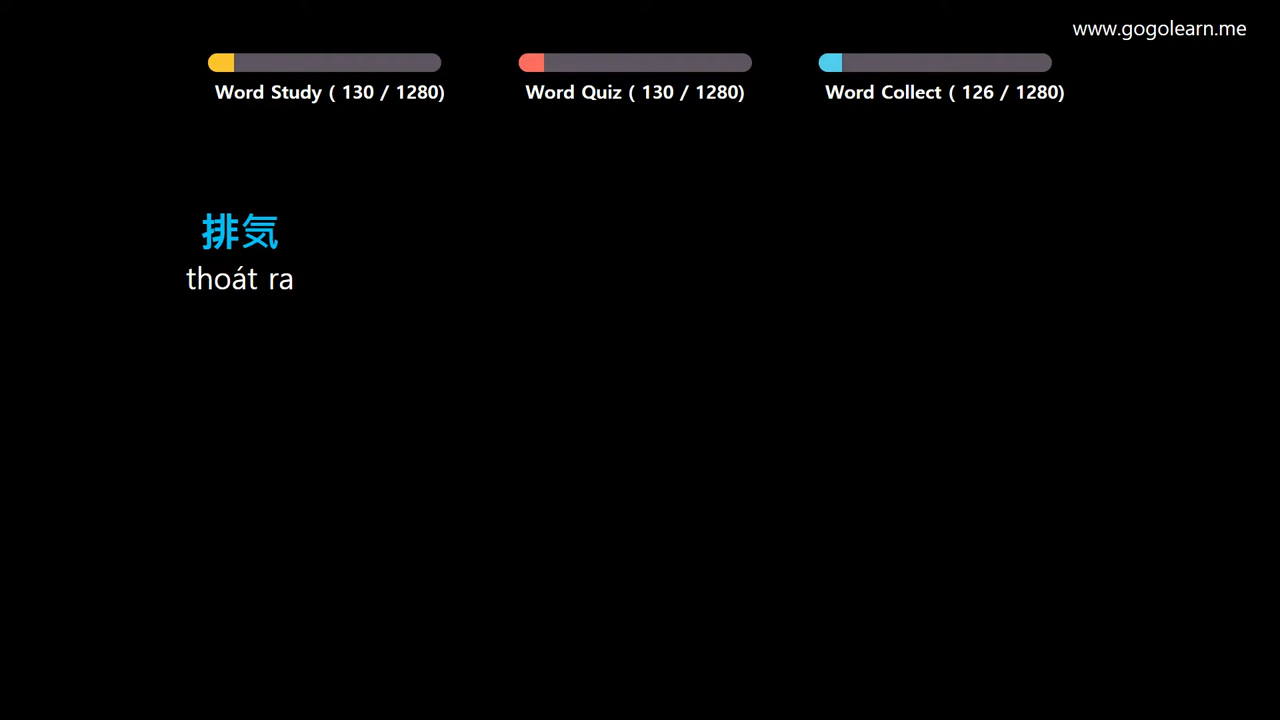 www.gogolearn.me
Word Study ( 130 / 1280)
Word Quiz ( 130 / 1280)
Word Collect ( 126 / 1280)
排気
thoát ra